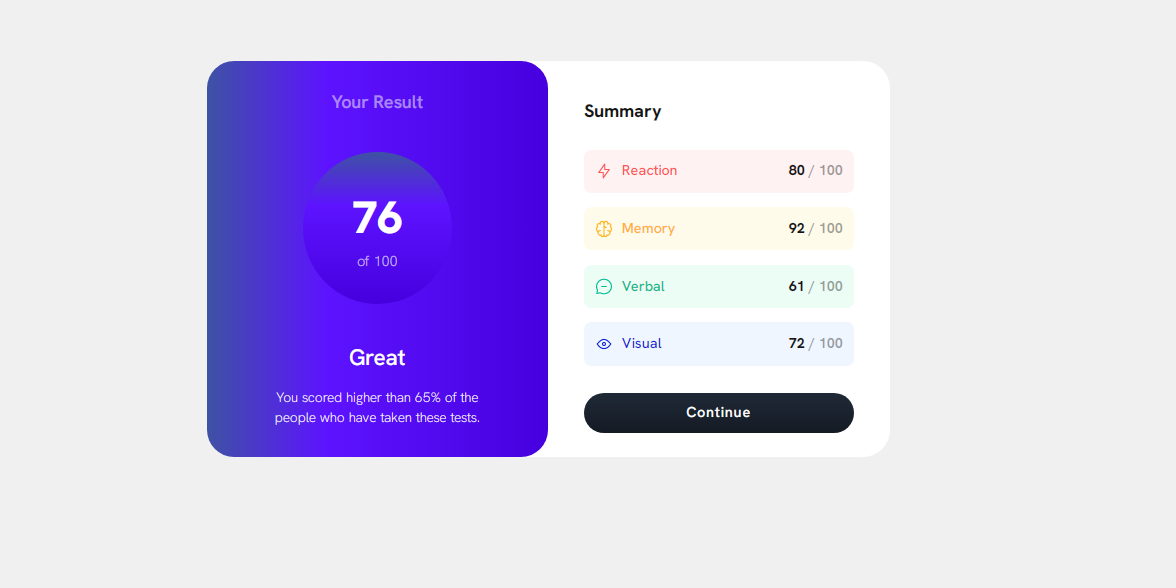 Your Result
76
of 100
Great
You scored higher than 65% of the
people who have taken these tests.
Summary
Reaction 80 / 100
Memory 92 / 100
Verbal 61 / 100
Visual 72 / 100
Continue